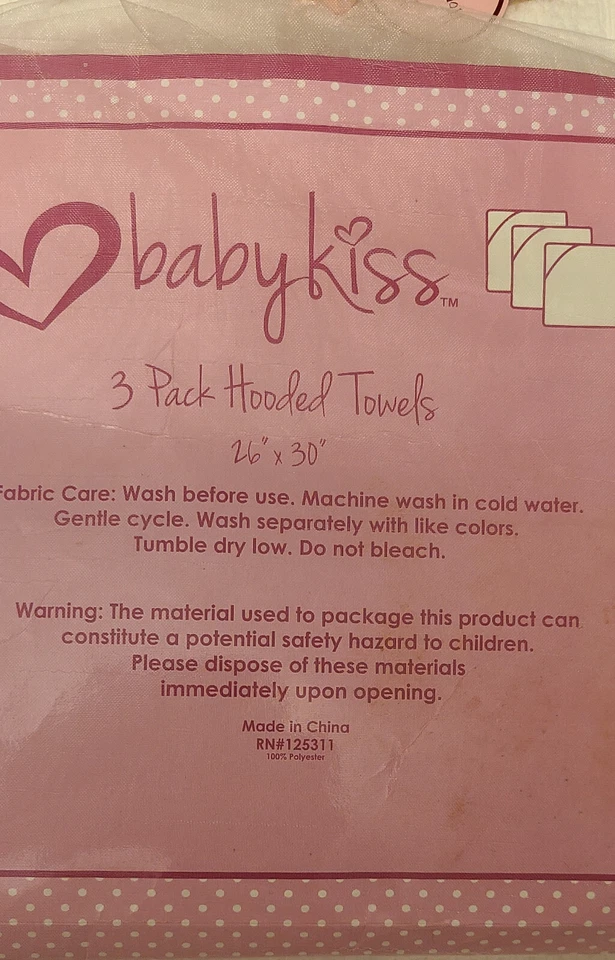 babykiss™
3 Pack Hooded Towels
26" x 30"
Fabric Care: Wash before use. Machine wash in cold water.
Gentle cycle. Wash separately with like colors.
Tumble dry low. Do not bleach.
Warning: The material used to package this product can
constitute a potential safety hazard to children.
Please dispose of these materials
immediately upon opening.
Made in China
RN#125311
100% Polyester